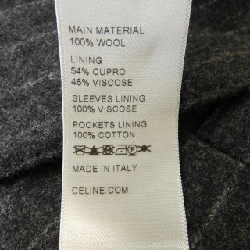 MAIN MATERIAL
100% WOOL
LINING
54% CUPRO
46% VISCOSE
SLEEVES LINING
100% VISCOSE
POCKETS LINING
100% COTTON
MADE IN ITALY
CELINE.COM